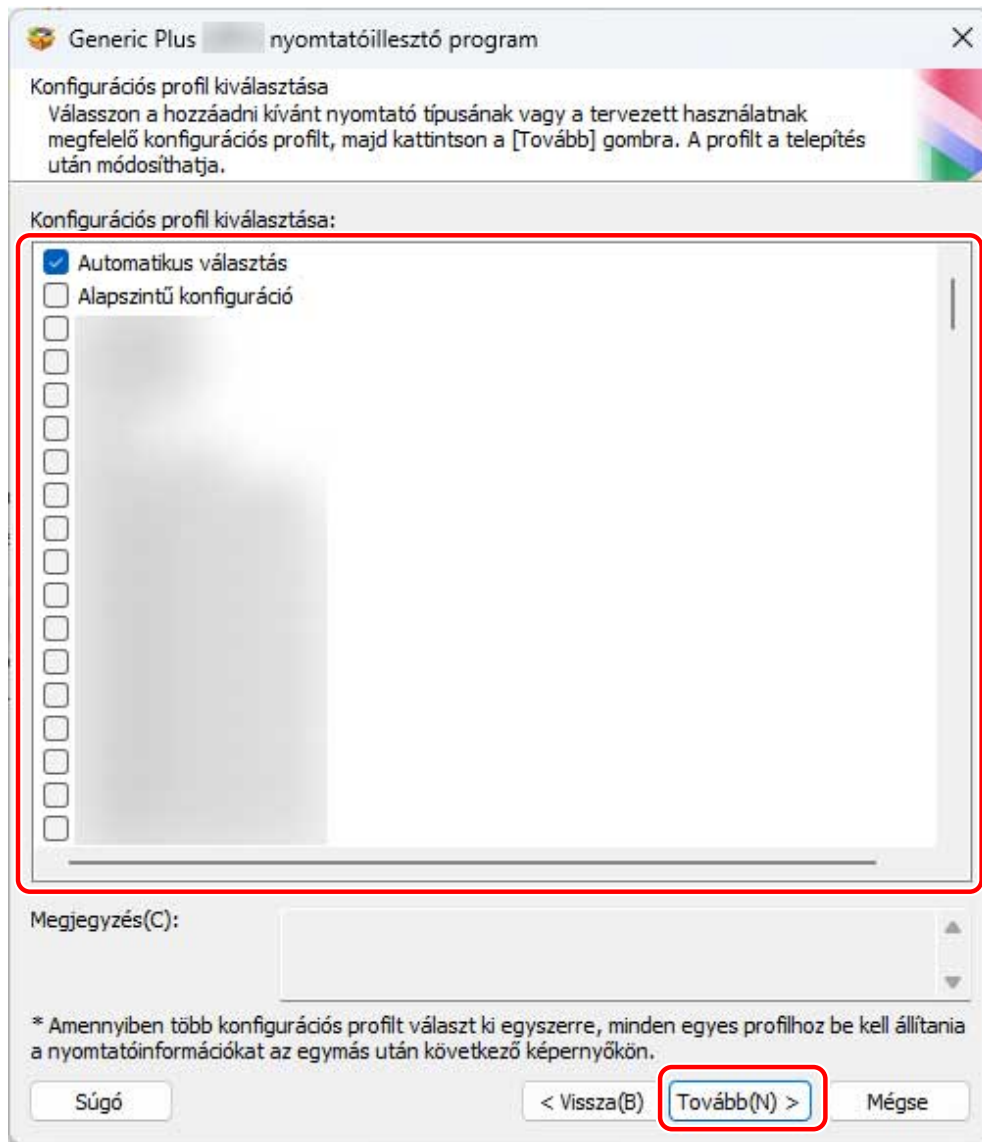 Generic Plus nyomtatóillesztő program
Konfigurációs profil kiválasztása
Válasszon a hozzáadni kívánt nyomtató típusának vagy a tervezett használatnak
megfelelő konfigurációs profilt, majd kattintson a [Tovább] gombra. A profilt a telepítés
után módosíthatja.
Konfigurációs profil kiválasztása:
Automatikus választás
Alapszintű konfiguráció
Megjegyzés(C):
* Amennyiben több konfigurációs profilt választ ki egyszerre, minden egyes profilhoz be kell állítania
a nyomtatóinformációkat az egymás után következő képernyőkön.
Súgó
< Vissza(B)
Tovább(N) >
Mégse